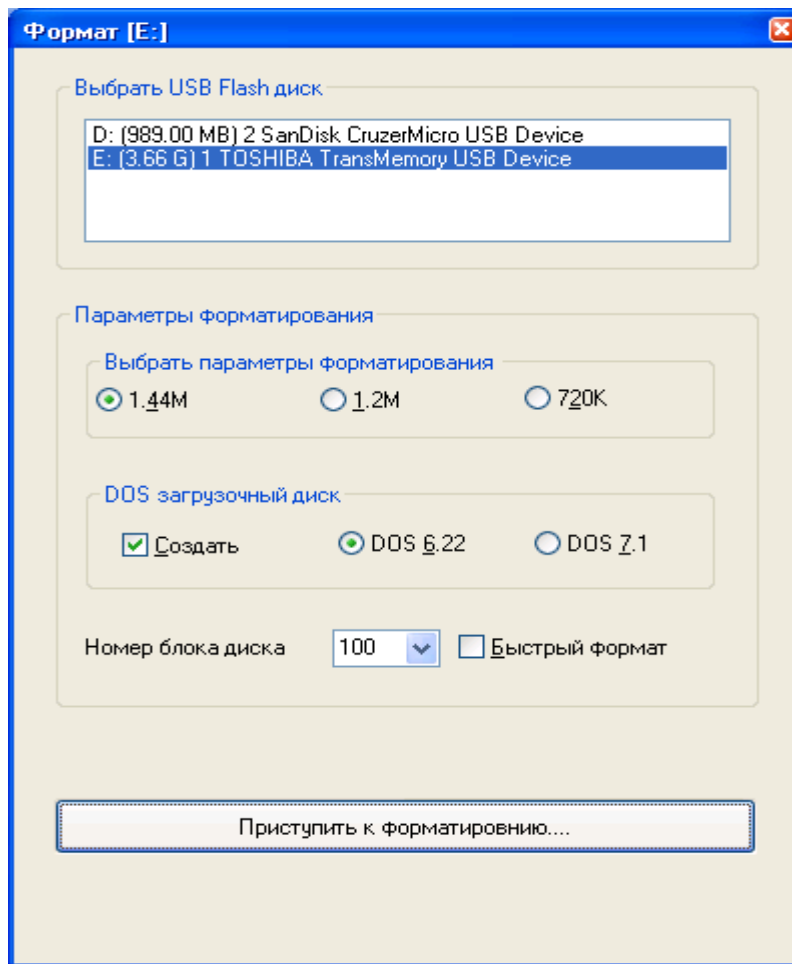 Формат [E:]
Выбрать USB Flash диск
D: (989.00 MB) 2 SanDisk CruzerMicro USB Device
E: (3.66 G) 1 TOSHIBA TransMemory USB Device
Параметры форматирования
Выбрать параметры форматирования
1.44M 1.2M 720K
DOS загрузочный диск
Создать DOS 6.22 DOS 7.1
Номер блока диска 100 Быстрый формат
Приступить к форматировнию....